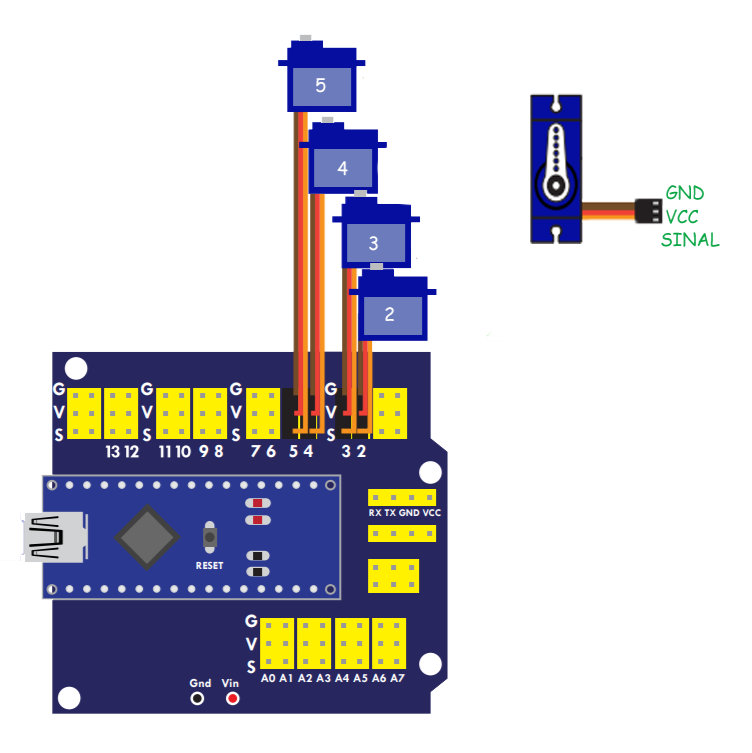 5
4
3
2
GND
VCC
SINAL
G G G G
V V V V
S S S S
13 12 11 10 9 8 7 6 5 4 3 2
RX TX GND VCC
RESET
G
V
S
A0 A1 A2 A3 A4 A5 A6 A7
Gnd Vin